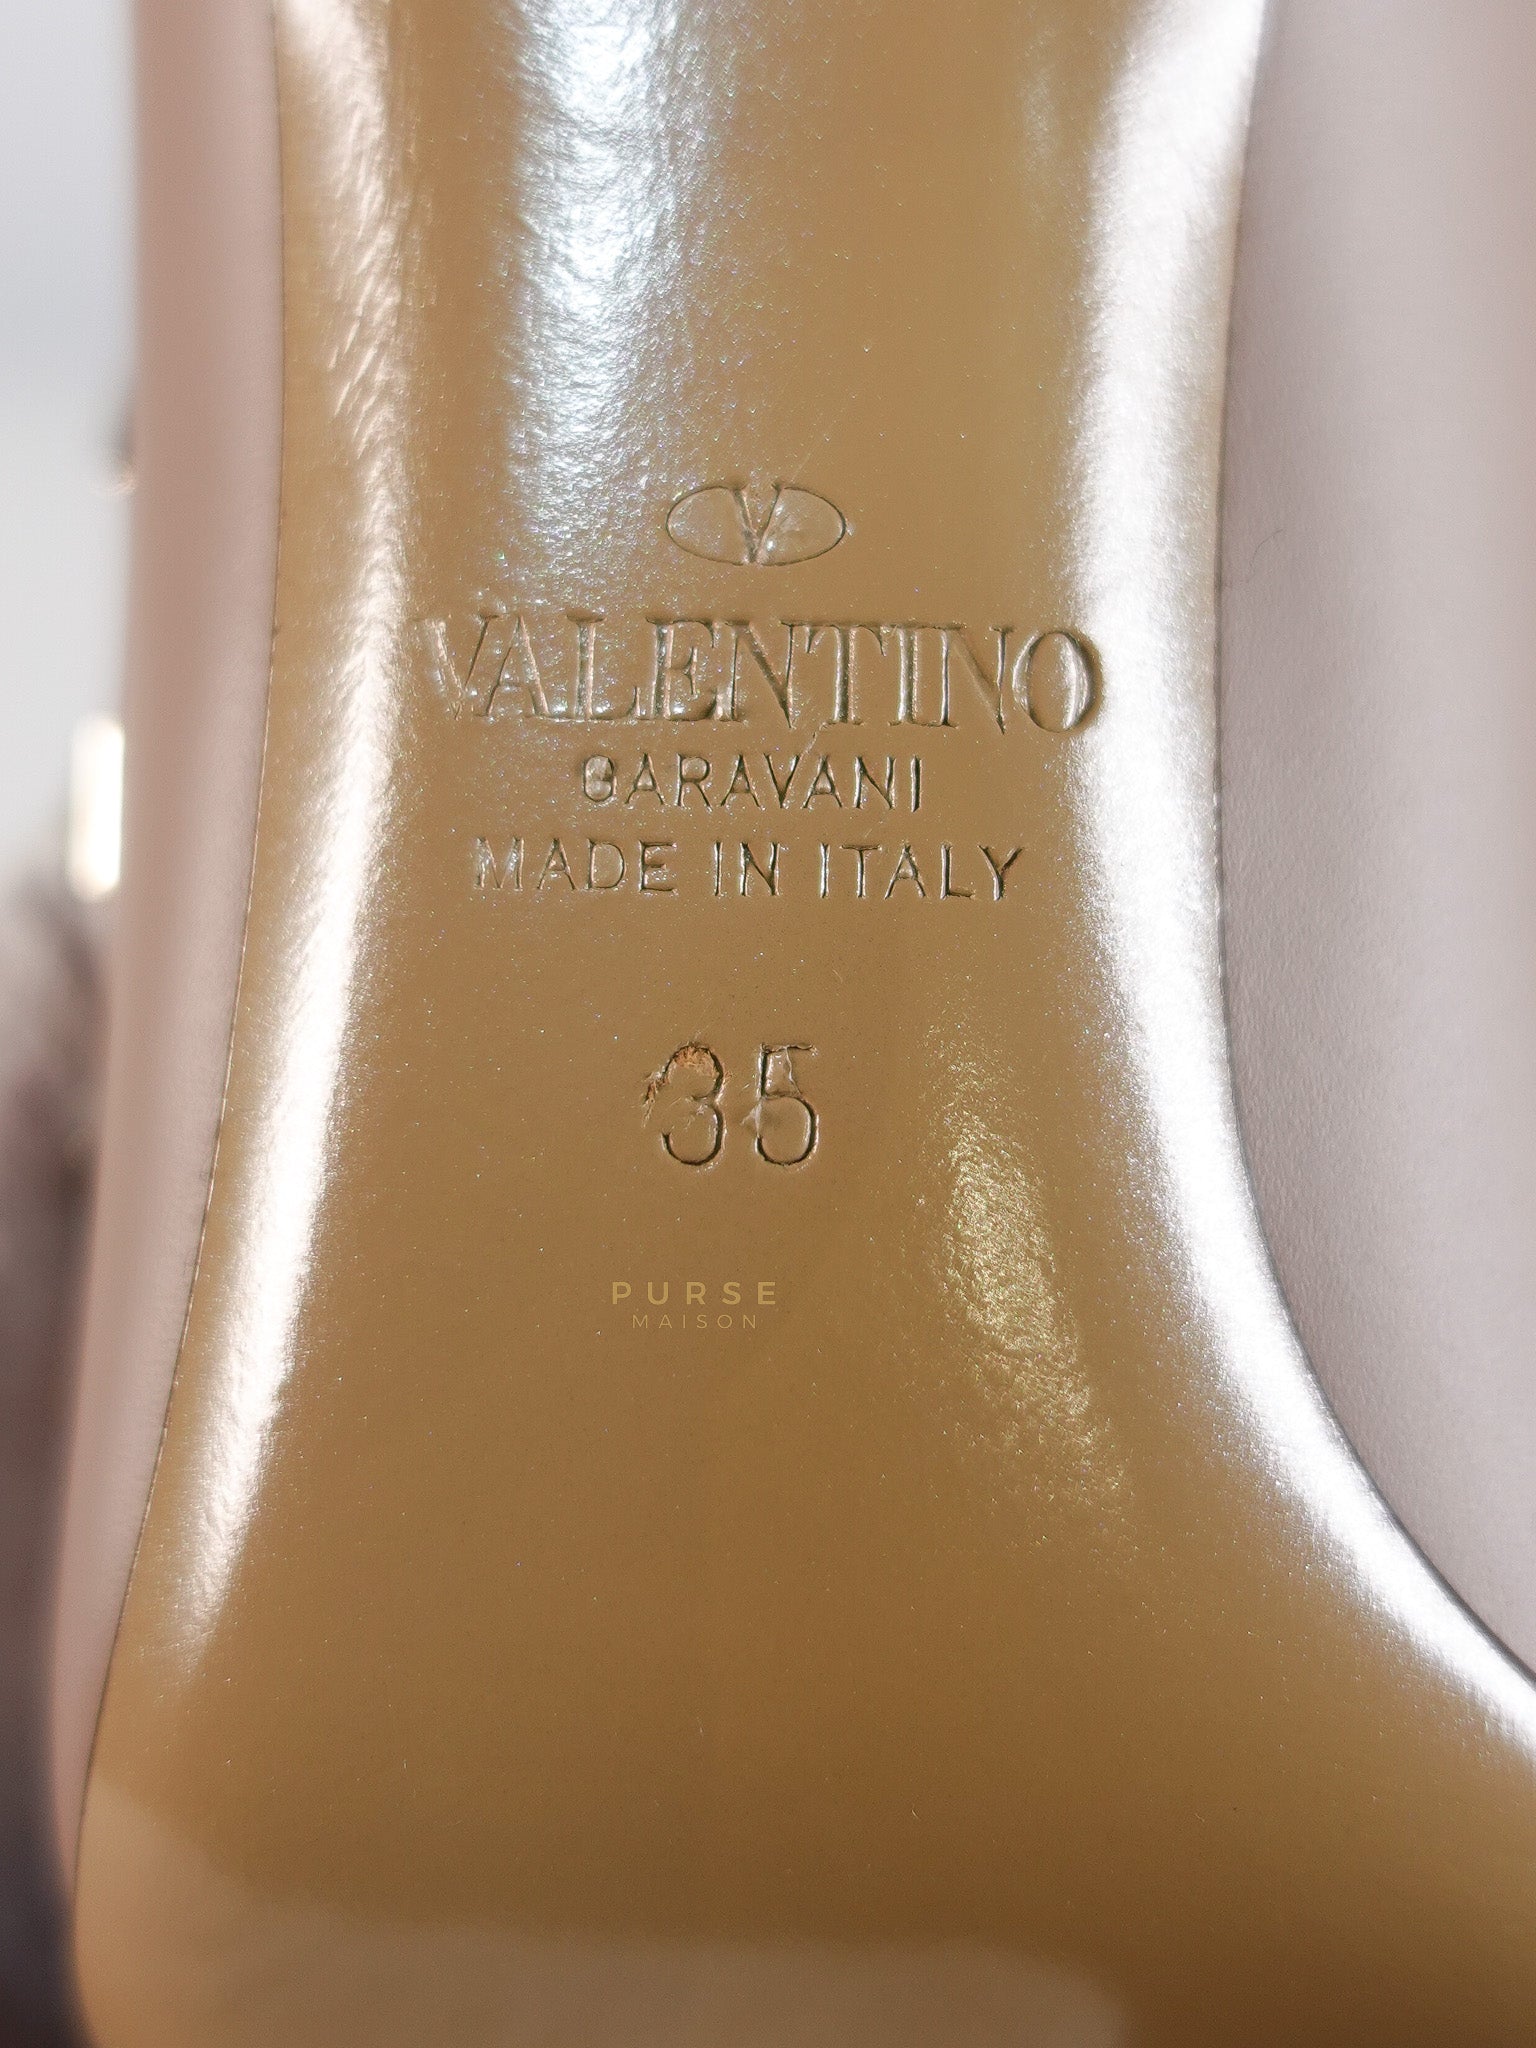 V
VALENTINO
GARAVANI
MADE IN ITALY
35
PURSE
MAISON